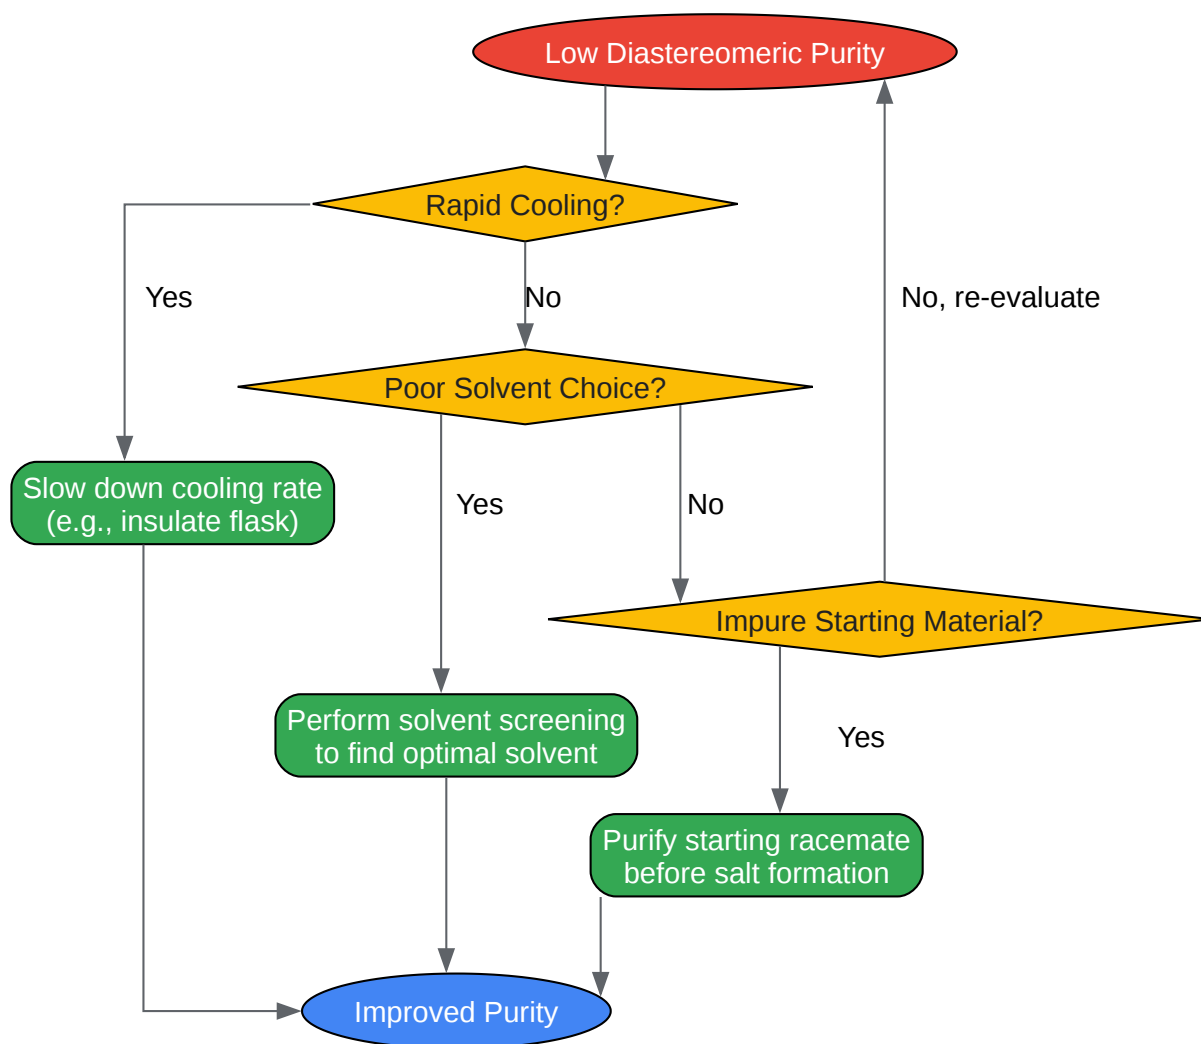 Low Diastereomeric Purity
Rapid Cooling?
Yes
No
No, re-evaluate
Poor Solvent Choice?
Slow down cooling rate
(e.g., insulate flask)
Yes
No
Impure Starting Material?
Perform solvent screening
to find optimal solvent
Yes
Purify starting racemate
before salt formation
Improved Purity